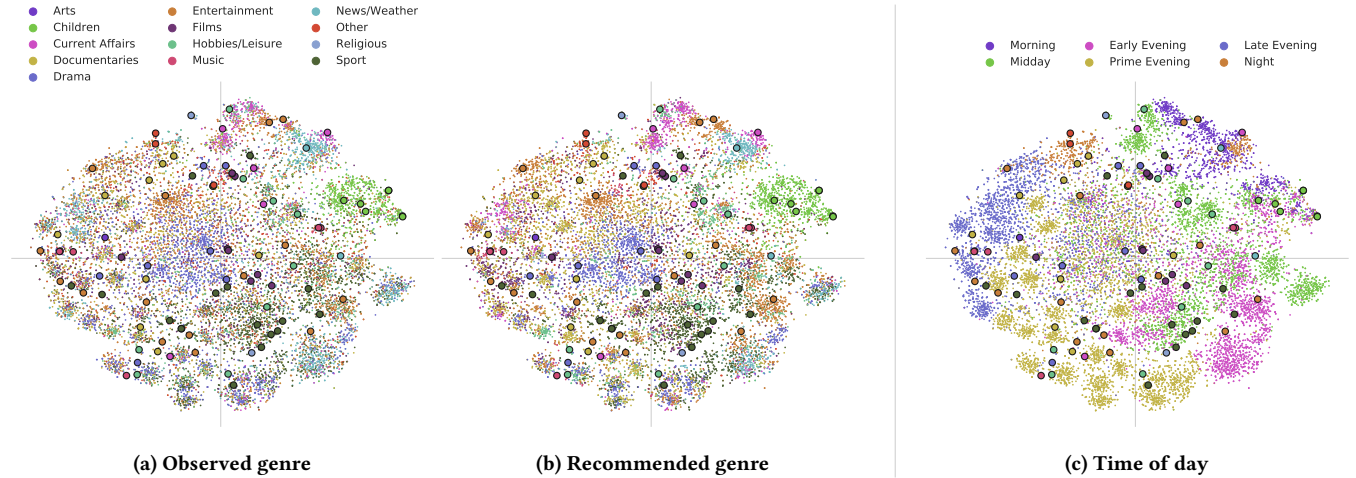 Arts Entertainment News/Weather
Children Films Other
Current Affairs Hobbies/Leisure Religious
Documentaries Music Sport
Drama
Morning Early Evening Late Evening
Midday Prime Evening Night
(a) Observed genre
(b) Recommended genre
(c) Time of day